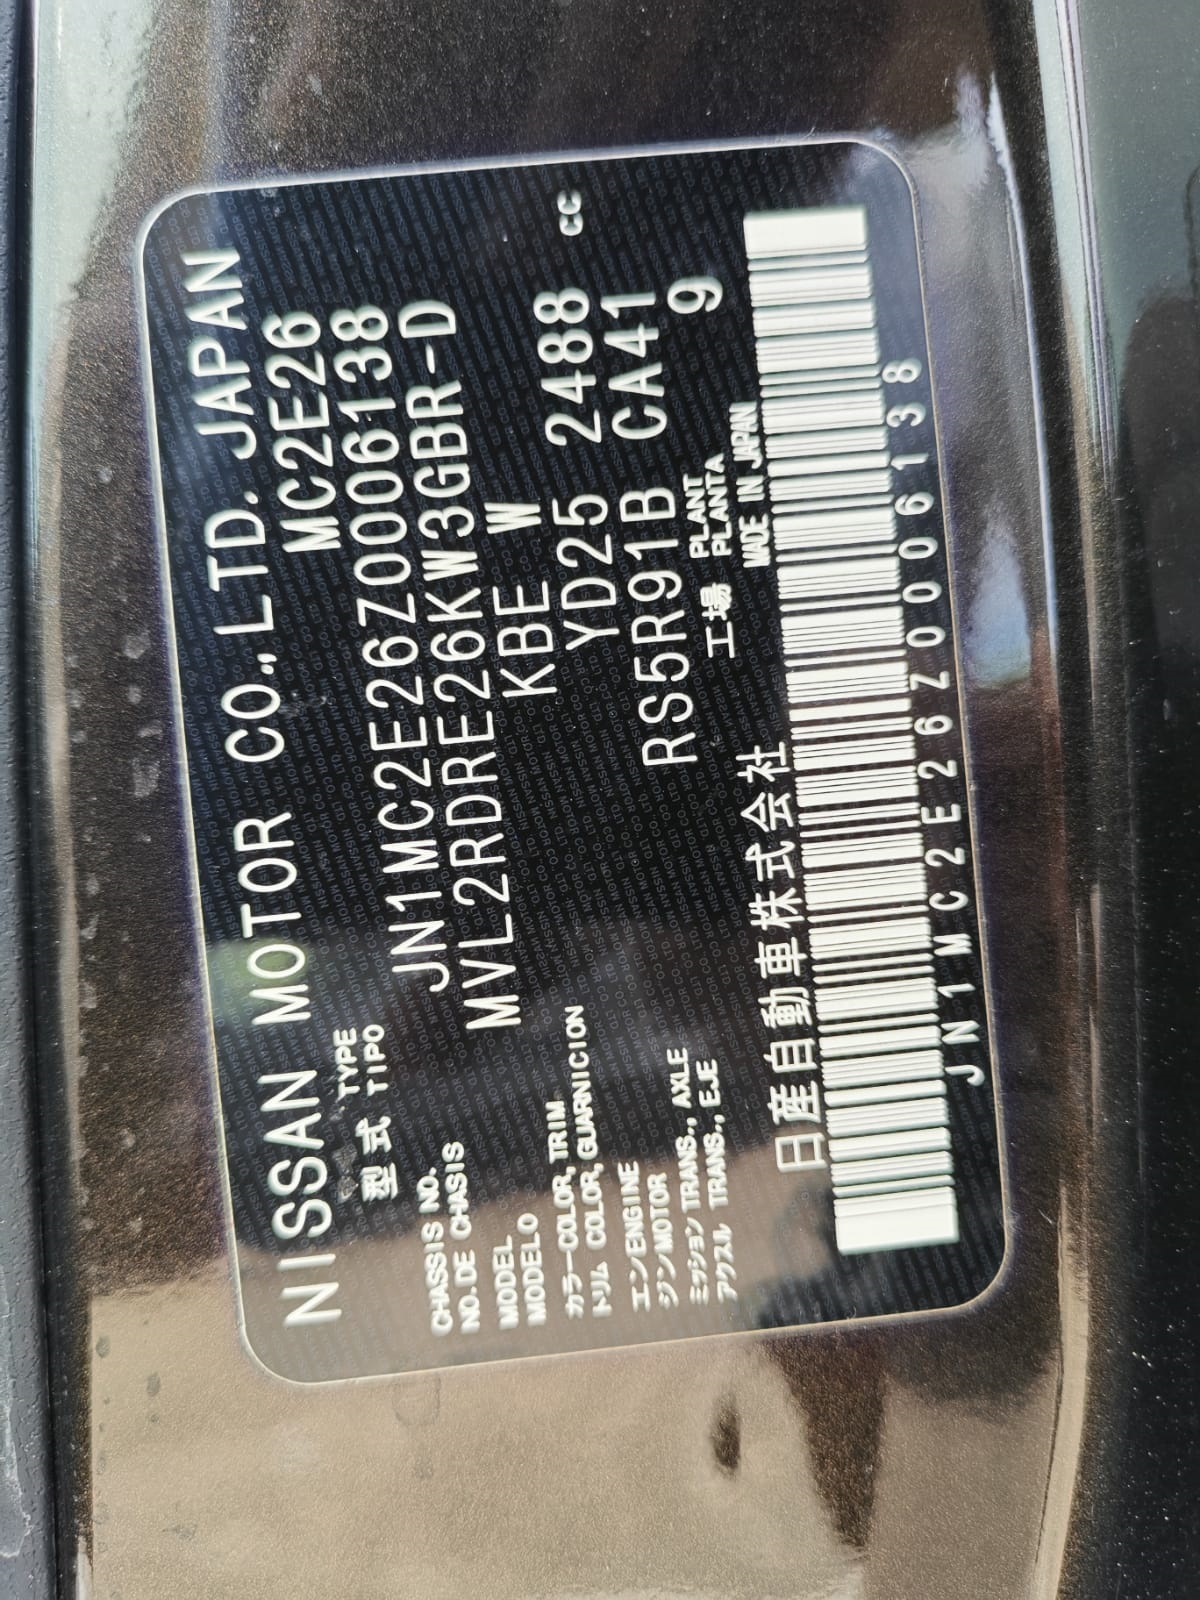 NISSAN MOTOR CO.,LTD. JAPAN
型式 TYPE TIPO MC2E26
CHASSIS NO. NO.DE CHASIS JN1MC2E26Z0006138
MODEL MODELO MVL2RDRE26KW3GBR-D
カラー トリム COLOR,TRIM COLOR,GUARNICION KBE W
エンジン ENGINE MOTOR YD25 2488 cc
ミッション アクスル TRANS.,AXLE TRANS.,EJE RS5R91B CA41
工場 PLANT PLANTA 9
日産自動車株式会社 MADE IN JAPAN
JN1MC2E26Z0006138